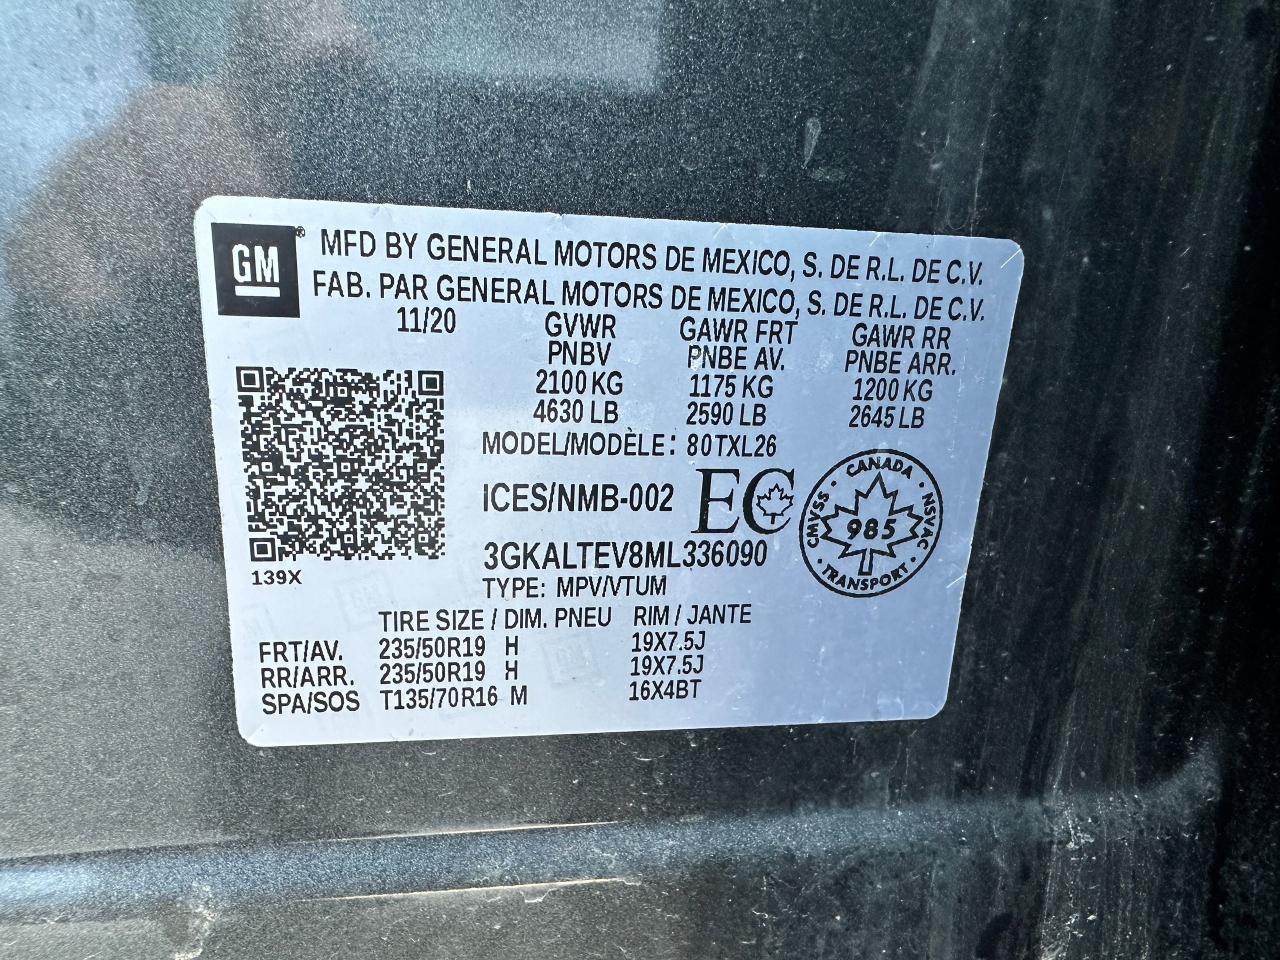 GM ® MFD BY GENERAL MOTORS DE MEXICO, S. DE R.L. DE C.V.
FAB. PAR GENERAL MOTORS DE MEXICO, S. DE R.L. DE C.V.
11/20 GVWR GAWR FRT GAWR RR
PNBV PNBE AV. PNBE ARR.
2100 KG 1175 KG 1200 KG
4630 LB 2590 LB 2645 LB
MODEL/MODÈLE: 80TXL26
ICES/NMB-002 EC
CANADA
CMVSS 985 NSVAC
TRANSPORT
3GKALTEV8ML336090
139X TYPE: MPV/VTUM
TIRE SIZE / DIM. PNEU RIM / JANTE
FRT/AV. 235/50R19 H 19X7.5J
RR/ARR. 235/50R19 H 19X7.5J
SPA/SOS T135/70R16 M 16X4BT